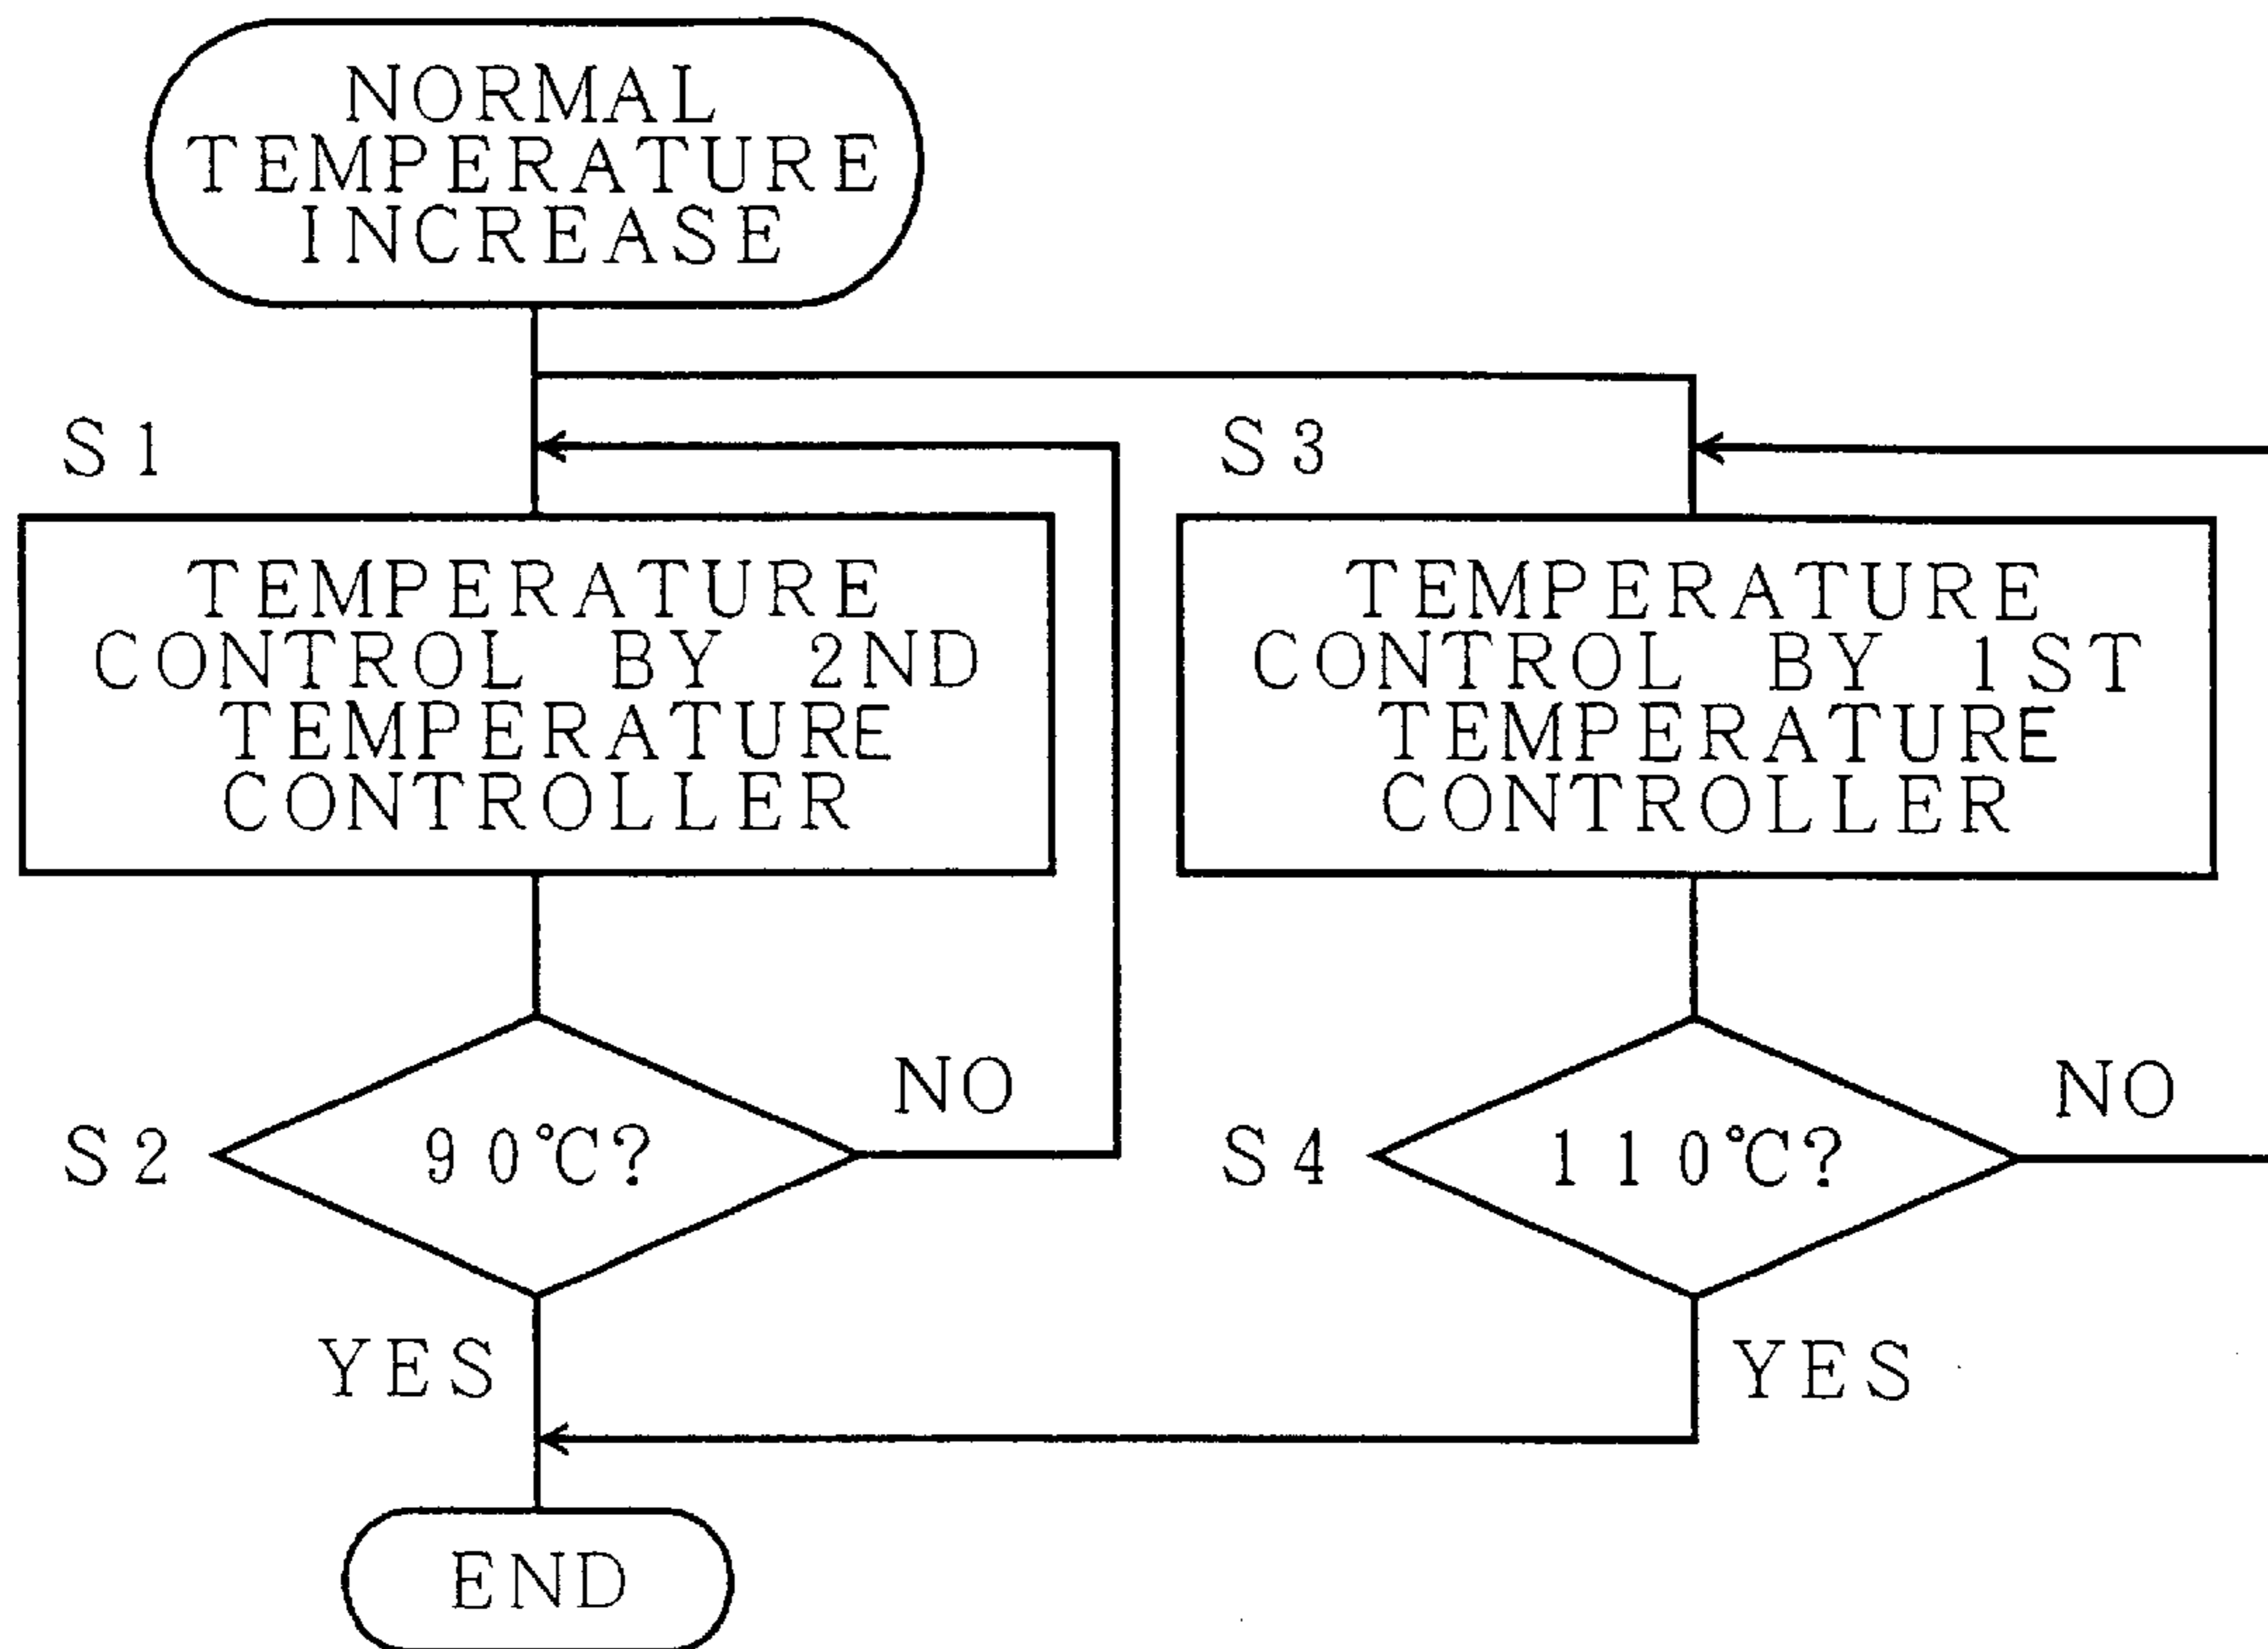 NORMAL
TEMPERATURE
INCREASE
S1
TEMPERATURE
CONTROL BY 2ND
TEMPERATURE
CONTROLLER
S2
90℃?
NO
YES
S3
TEMPERATURE
CONTROL BY 1ST
TEMPERATURE
CONTROLLER
S4
110℃?
NO
YES
END